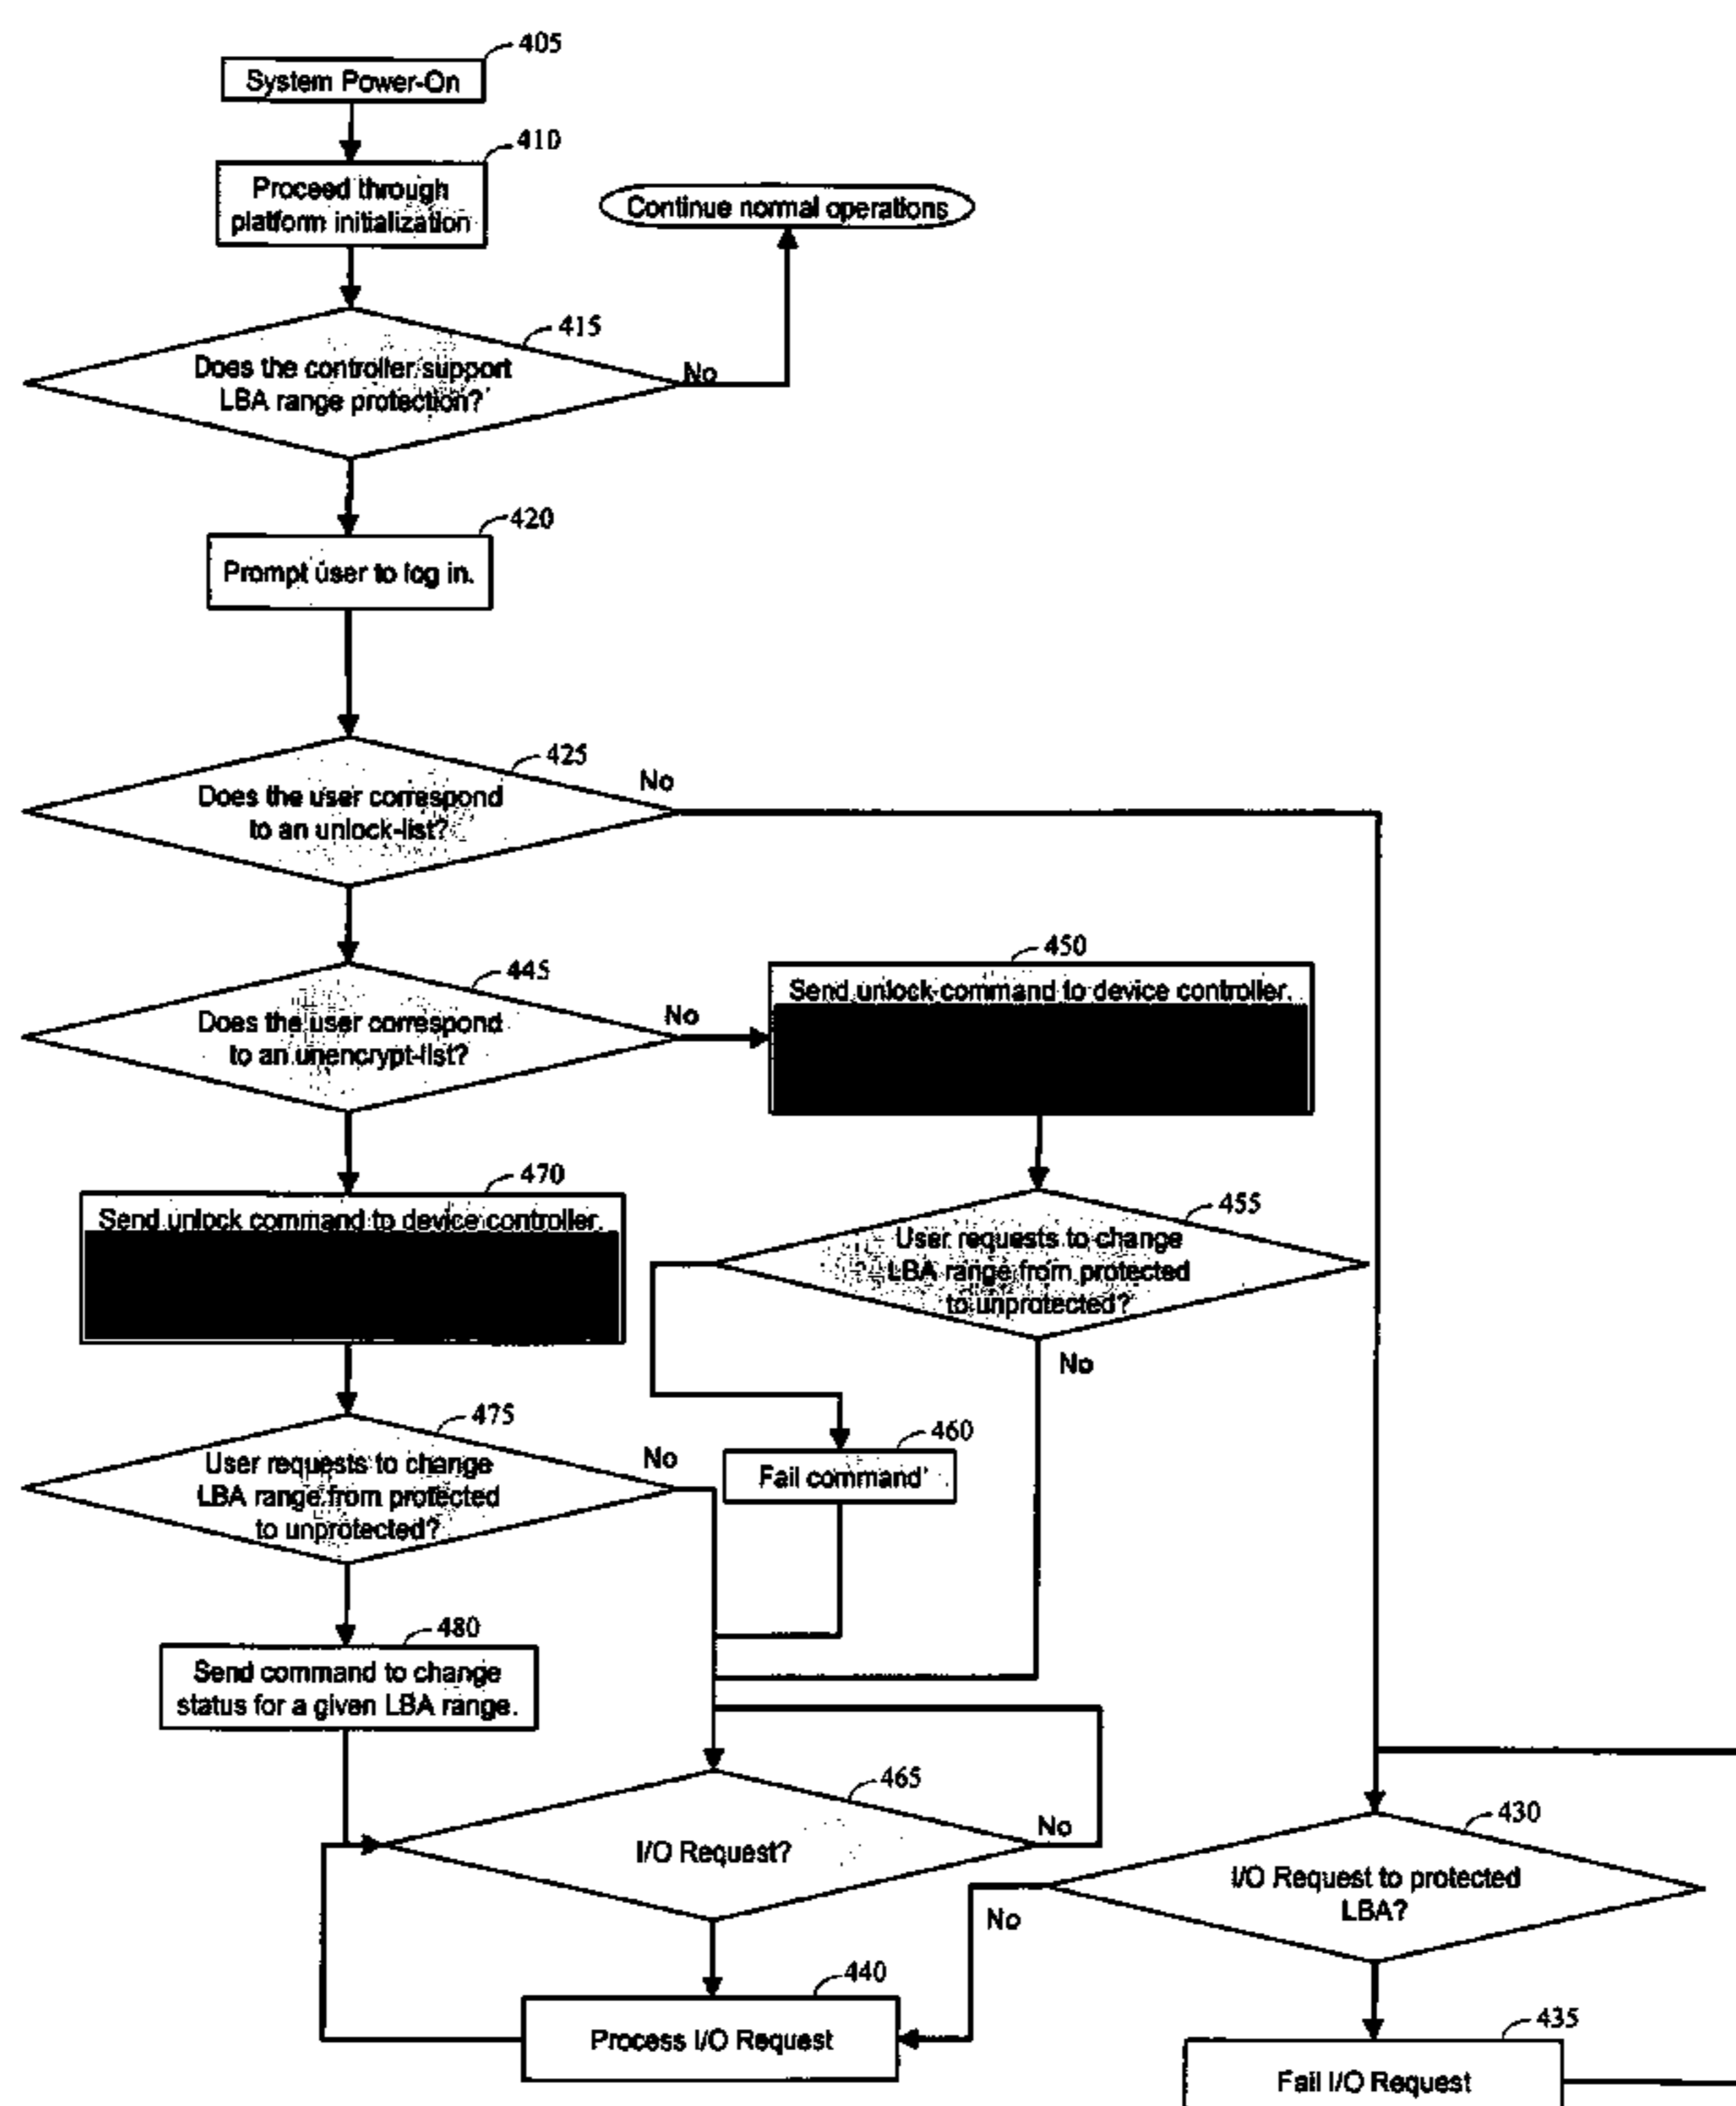 405
System Power-On
410
Proceed through
platform initialization
Continue normal operations
415
Does the controller support
LBA range protection?
No
420
Prompt user to log in.
425
Does the user correspond
to an unlock-list?
No
445
Does the user correspond
to an unencrypt-list?
No
450
Send unlock command to device controller.
470
Send unlock command to device controller.
455
User requests to change
LBA range from protected
to unprotected?
No
475
User requests to change
LBA range from protected
to unprotected?
No
460
Fail command
480
Send command to change
status for a given LBA range.
465
I/O Request?
No
430
I/O Request to protected
LBA?
No
440
Process I/O Request
435
Fail I/O Request